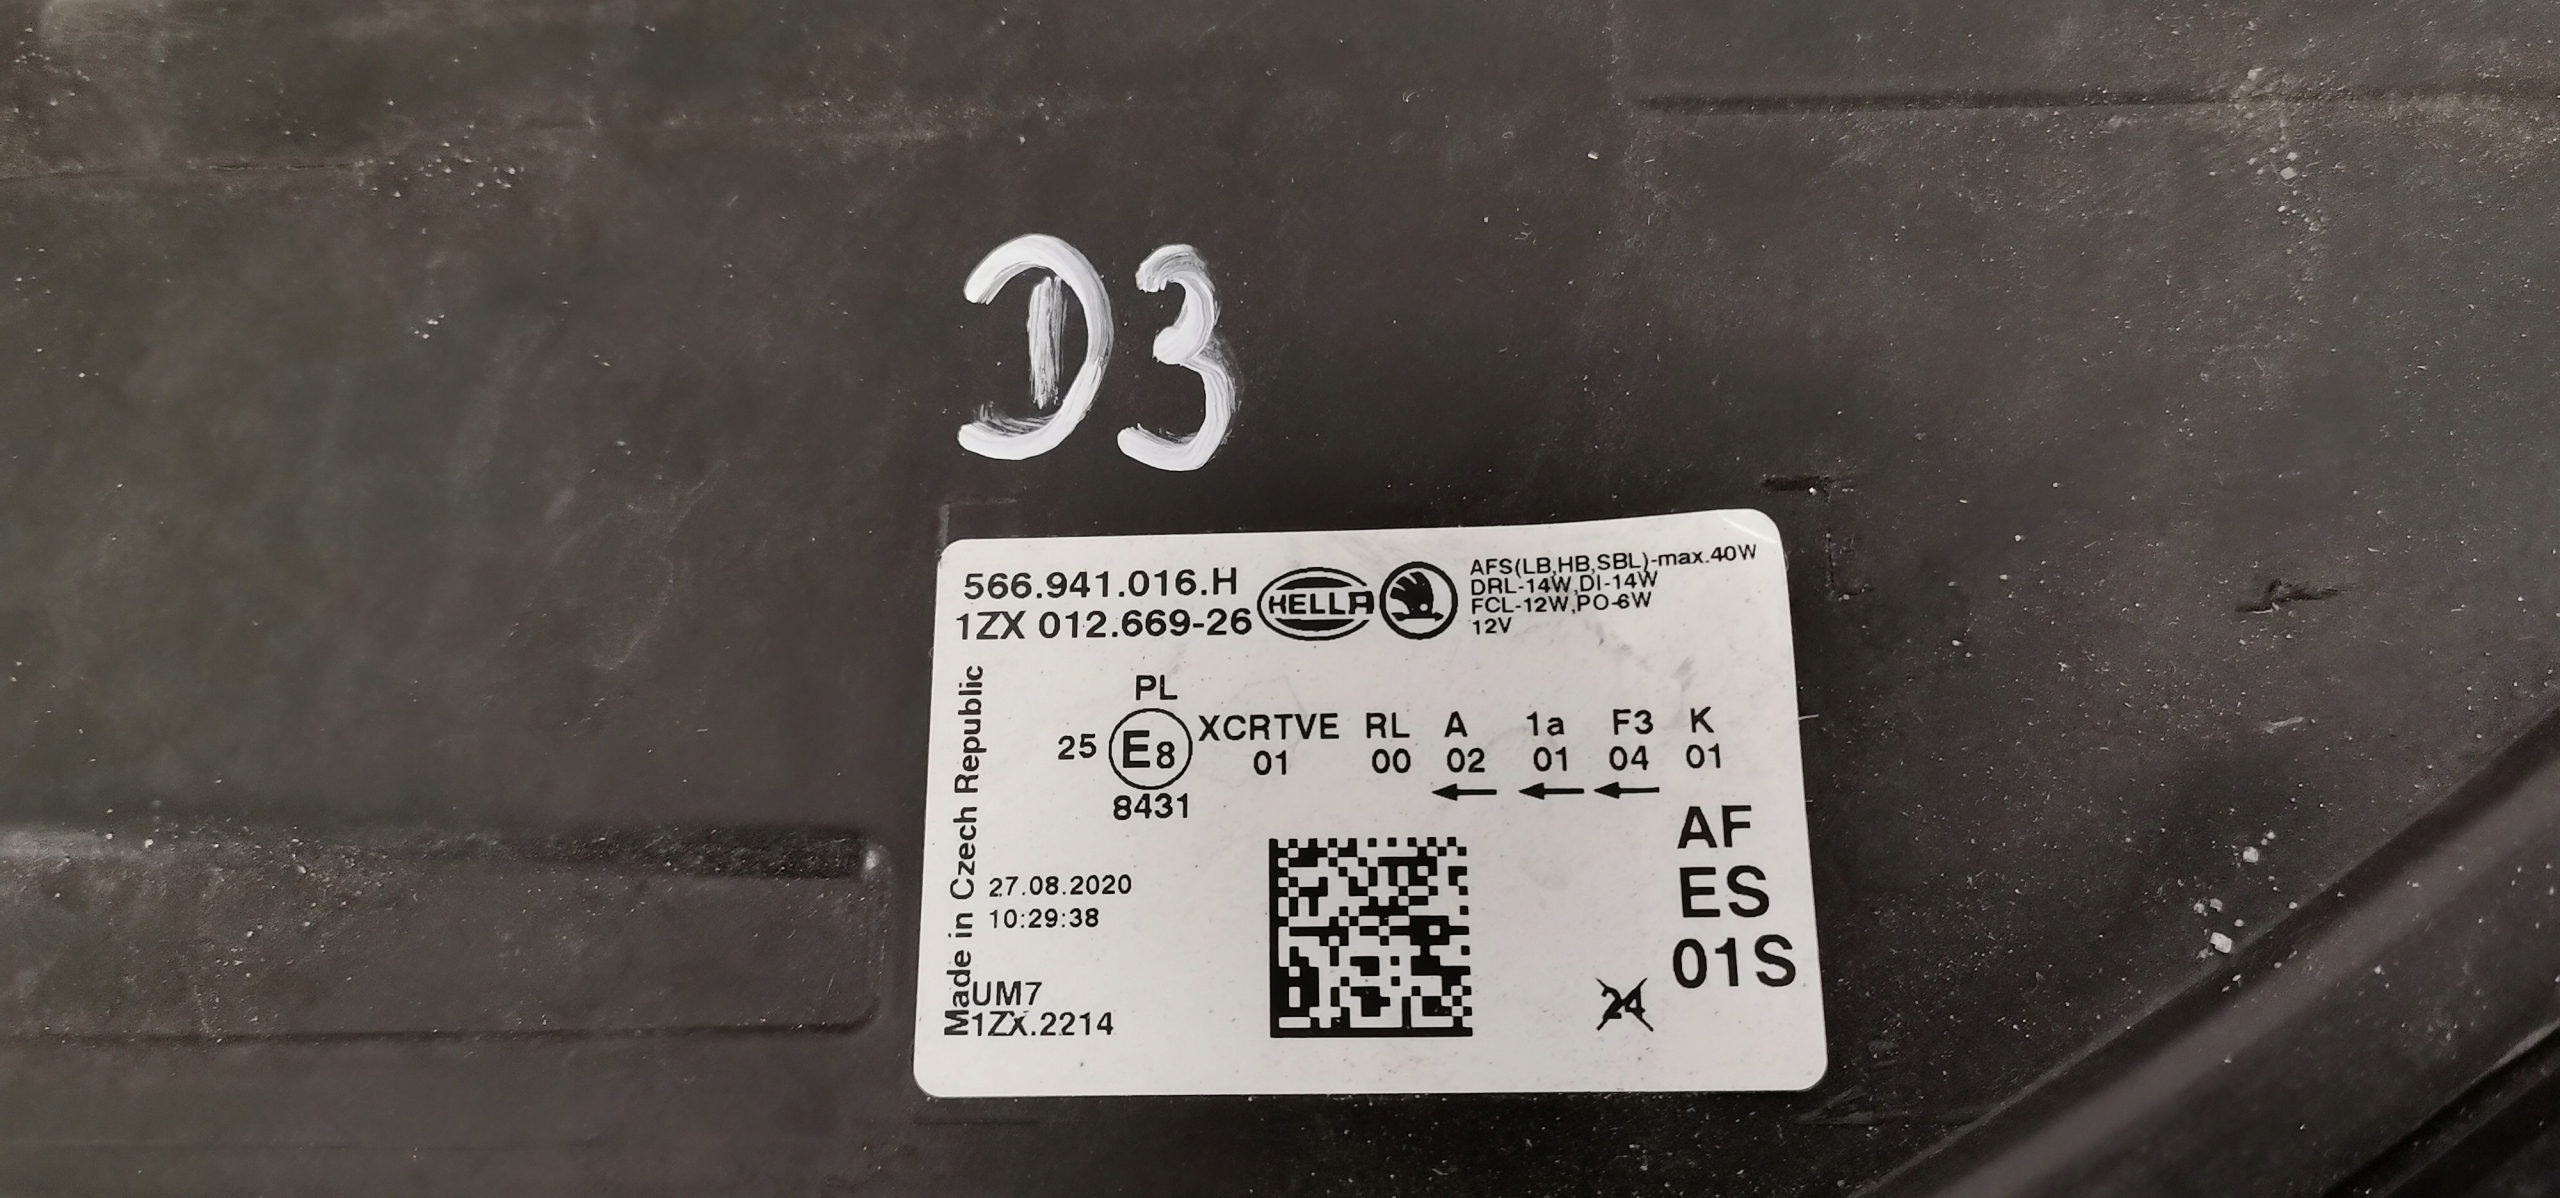 D3
566.941.016.H
1ZX 012.669-26
HELLA
AFS(LB,HB,SBL)-max.40W
DRL-14W,DI-14W
FCL-12W,PO-6W
12V
Made in Czech Republic
PL
25 E8 XCRTVE RL A 1a F3 K
01 00 02 01 04 01
8431
← ← ←
AF
ES
01S
27.08.2020
10:29:38
24
UM7
1ZX.2214